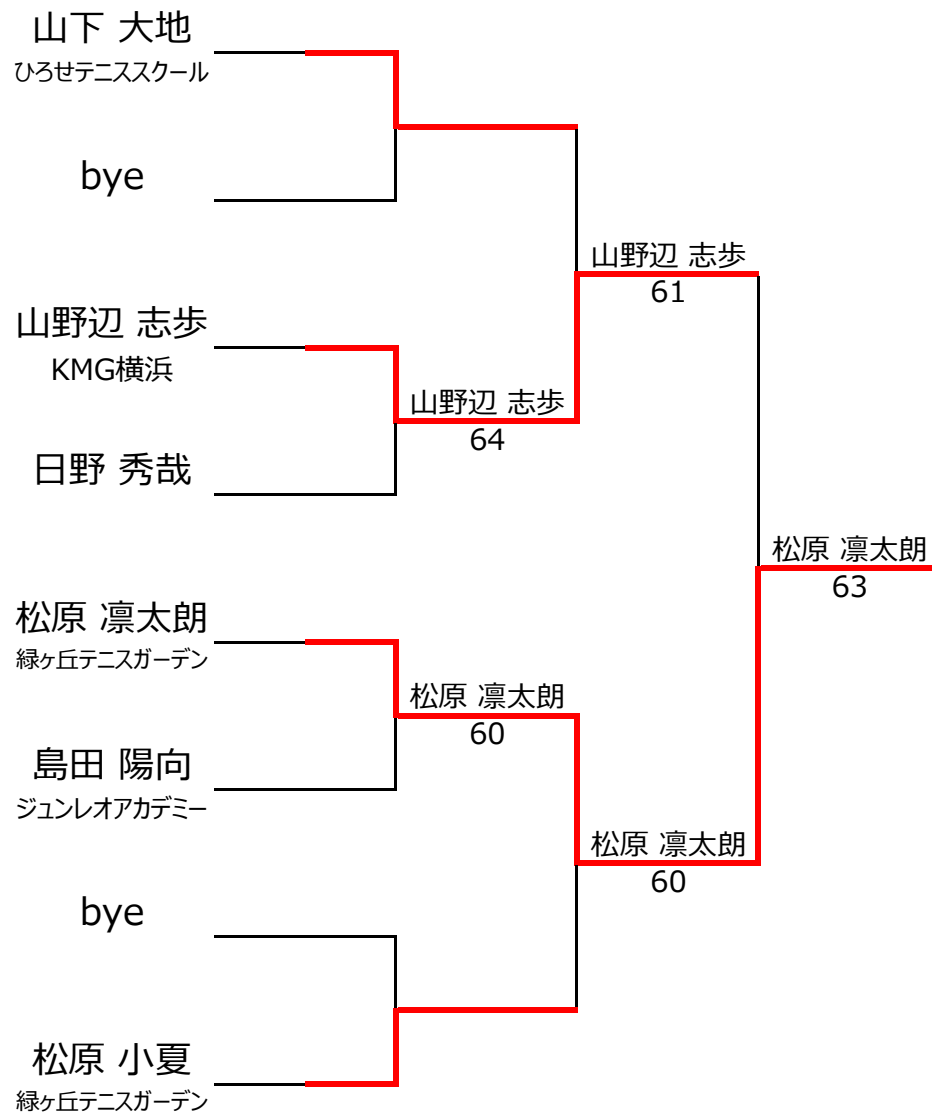 山下 大地
ひろせテニススクール
bye
山野辺 志歩
61
山野辺 志歩
KMG横浜
山野辺 志歩
64
日野 秀哉
松原 凛太朗
63
松原 凛太朗
緑ヶ丘テニスガーデン
松原 凛太朗
60
島田 陽向
ジュンレオアカデミー
松原 凛太朗
60
bye
松原 小夏
緑ヶ丘テニスガーデン